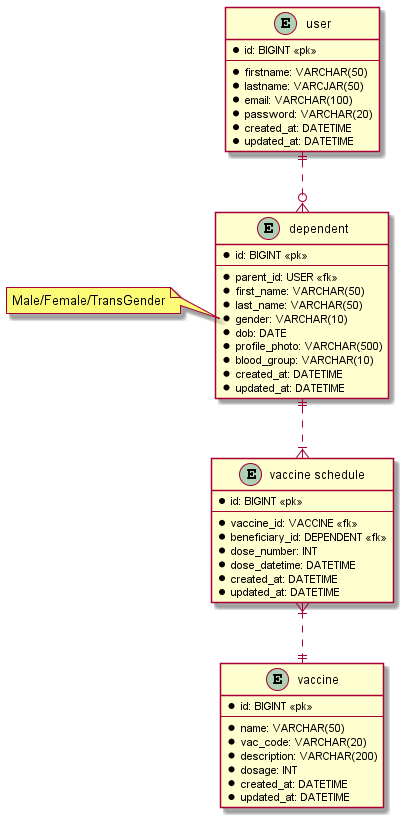 E user
id: BIGINT «pk»
firstname: VARCHAR(50)
lastname: VARCJAR(50)
email: VARCHAR(100)
password: VARCHAR(20)
created_at: DATETIME
updated_at: DATETIME
E dependent
id: BIGINT «pk»
parent_id: USER «fk»
first_name: VARCHAR(50)
last_name: VARCHAR(50)
gender: VARCHAR(10)
dob: DATE
profile_photo: VARCHAR(500)
blood_group: VARCHAR(10)
created_at: DATETIME
updated_at: DATETIME
Male/Female/TransGender
E vaccine schedule
id: BIGINT «pk»
vaccine_id: VACCINE «fk»
beneficiary_id: DEPENDENT «fk»
dose_number: INT
dose_datetime: DATETIME
created_at: DATETIME
updated_at: DATETIME
E vaccine
id: BIGINT «pk»
name: VARCHAR(50)
vac_code: VARCHAR(20)
description: VARCHAR(200)
dosage: INT
created_at: DATETIME
updated_at: DATETIME